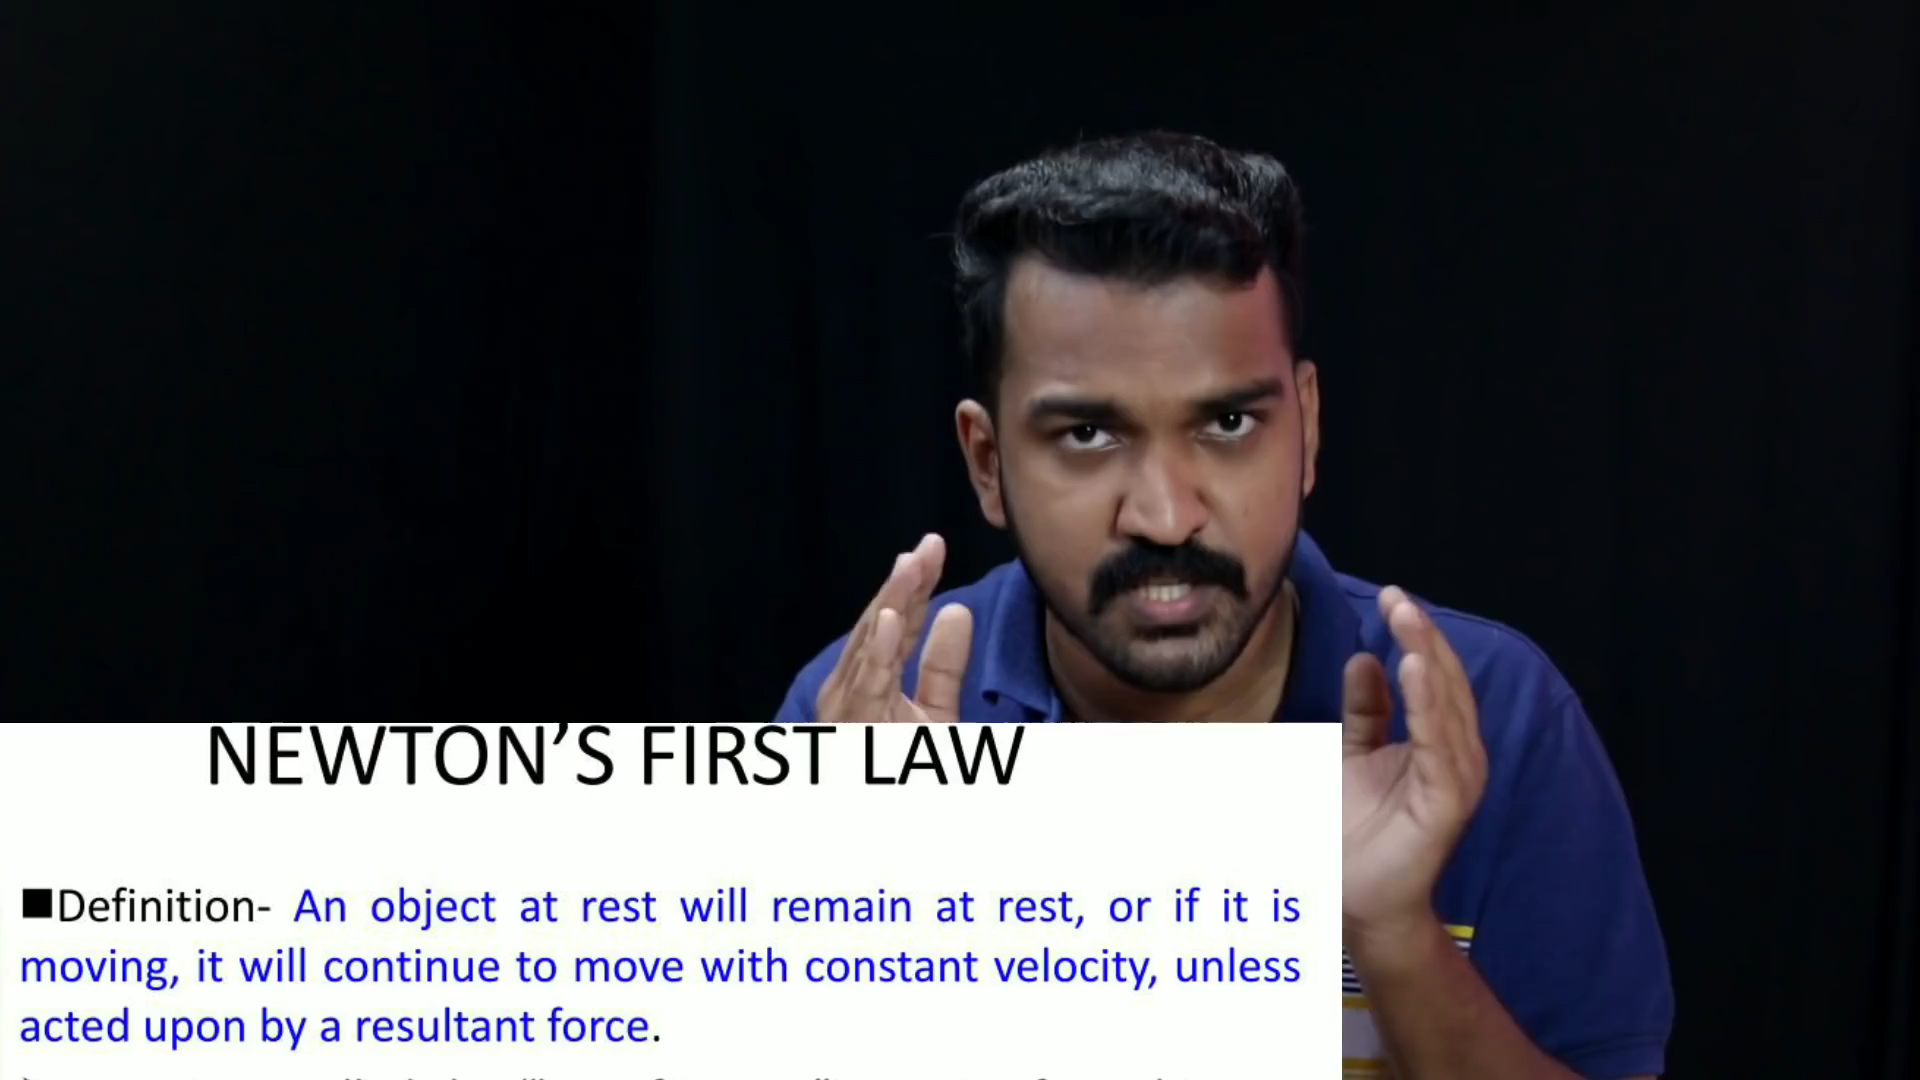 NEWTON’S FIRST LAW
■Definition- An object at rest will remain at rest, or if it is
moving, it will continue to move with constant velocity, unless
acted upon by a resultant force.